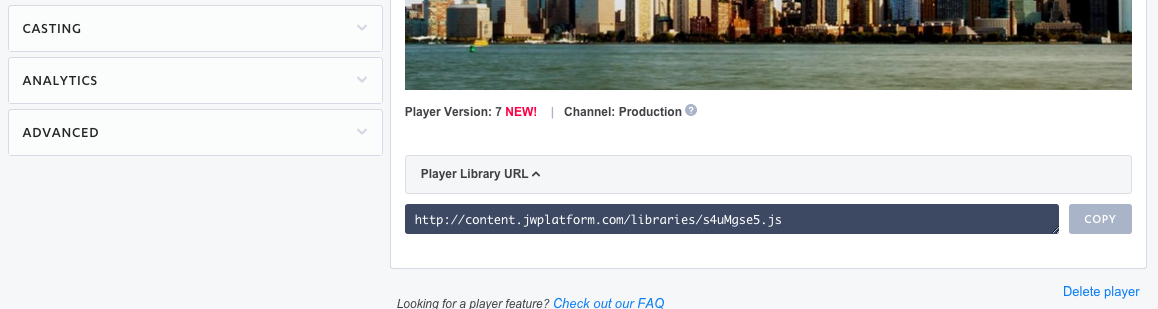 CASTING
ANALYTICS
ADVANCED
Player Version: 7 NEW! | Channel: Production ?
Player Library URL
http://content.jwplatform.com/libraries/s4uMgse5.js
COPY
Delete player
Looking for a player feature? Check out our FAQ